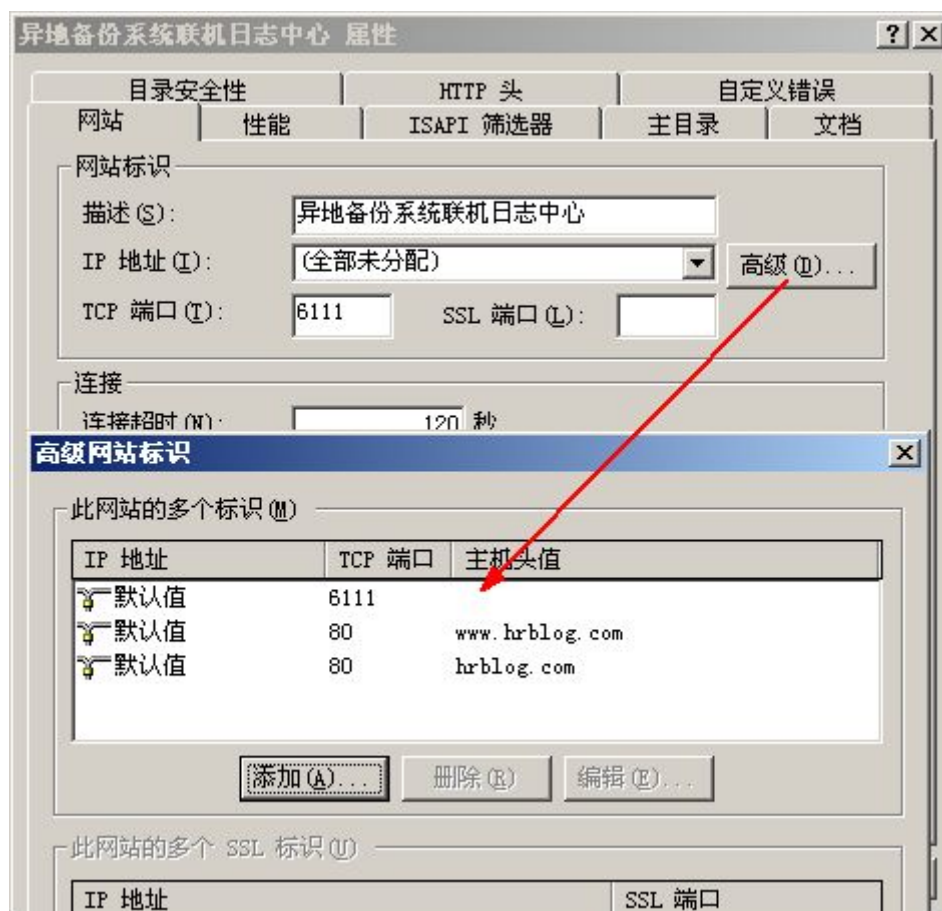 异地备份系统联机日志中心 属性
目录安全性 HTTP 头 自定义错误
网站 性能 ISAPI 筛选器 主目录 文档
网站标识
描述(S): 异地备份系统联机日志中心
IP 地址(I): (全部未分配) 高级(D)...
TCP 端口(T): 6111 SSL 端口(L):
连接
连接超时(N): 120 秒
高级网站标识
此网站的多个标识(M)
IP 地址 TCP 端口 主机头值
默认值 6111
默认值 80 www.hrblog.com
默认值 80 hrblog.com
添加(A)... 删除(R) 编辑(E)...
此网站的多个 SSL 标识(U)
IP 地址 SSL 端口